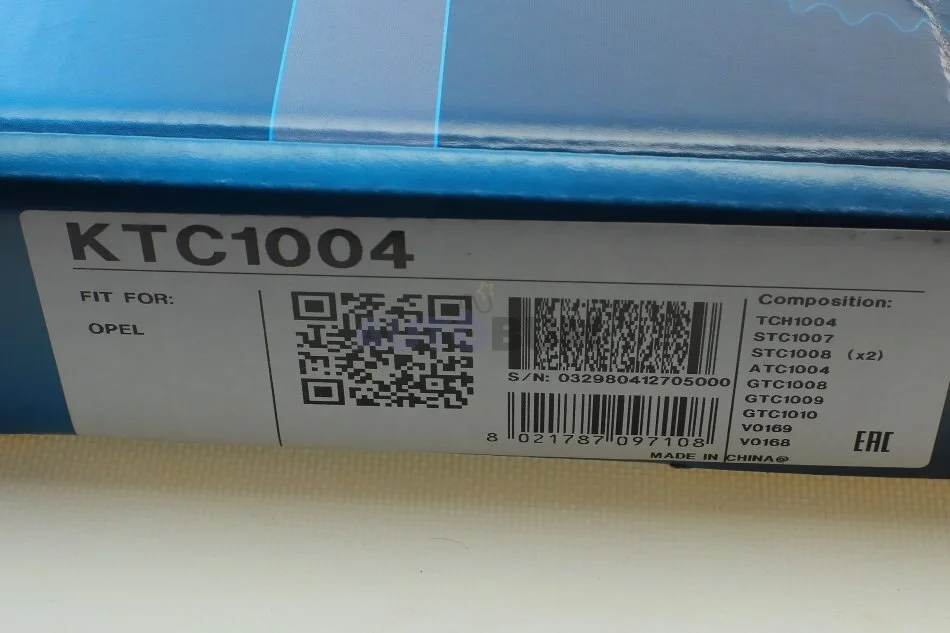 KTC1004
FIT FOR:
OPEL
S/N: 032980412705000
8 021787 097108
MADE IN CHINA@
Composition:
TCH1004
STC1007
STC1008 (x2)
ATC1004
GTC1008
GTC1009
GTC1010
V0169
V0168
EAC